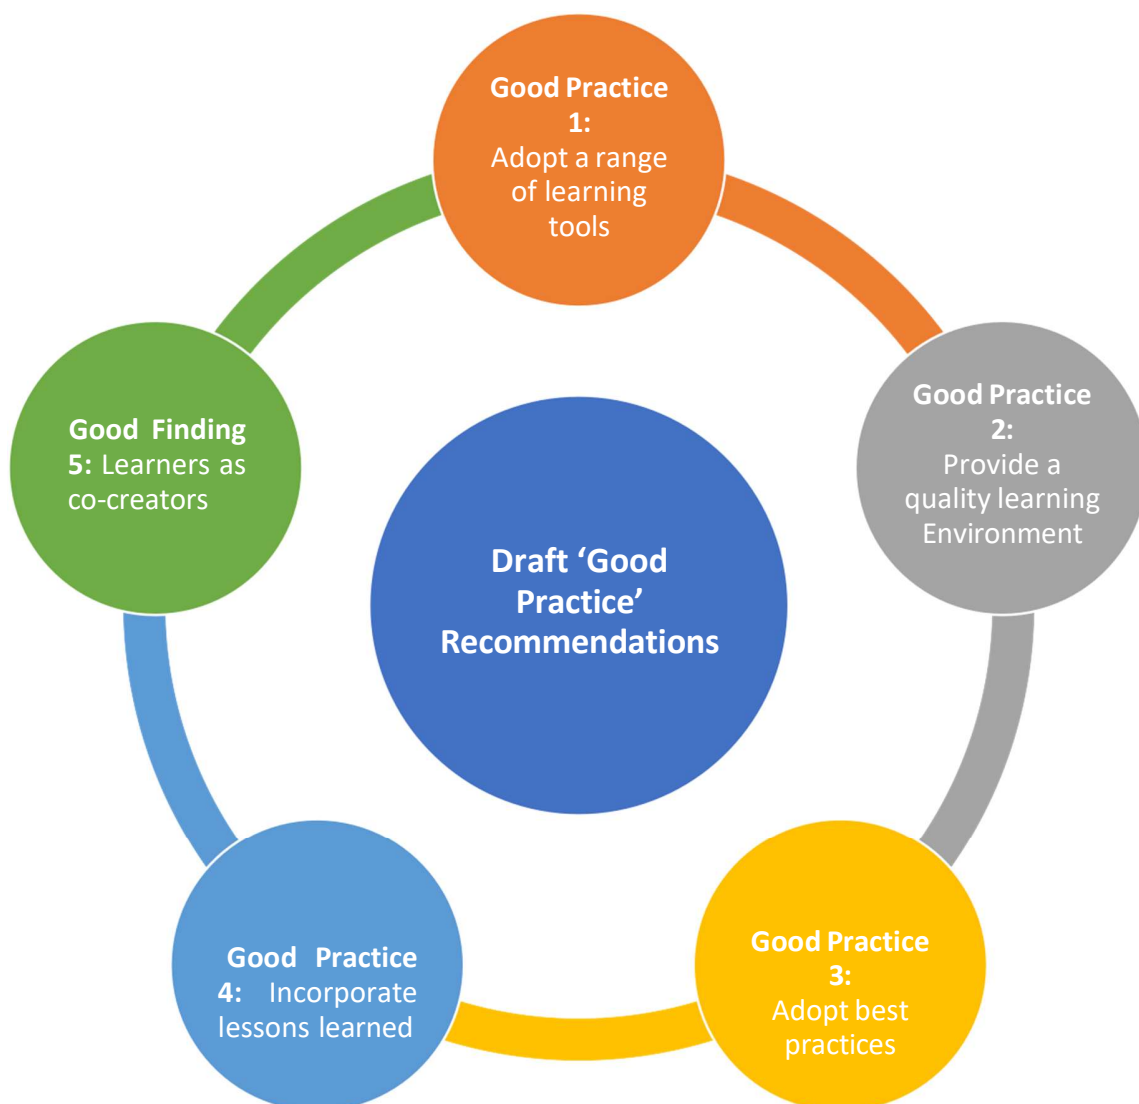 Good Practice
1:
Adopt a range
of learning
tools
Good Practice
2:
Provide a
quality learning
Environment
Good Finding
5: Learners as
co-creators
Draft ‘Good
Practice’
Recommendations
Good Practice
3:
Adopt best
practices
Good Practice
4: Incorporate
lessons learned